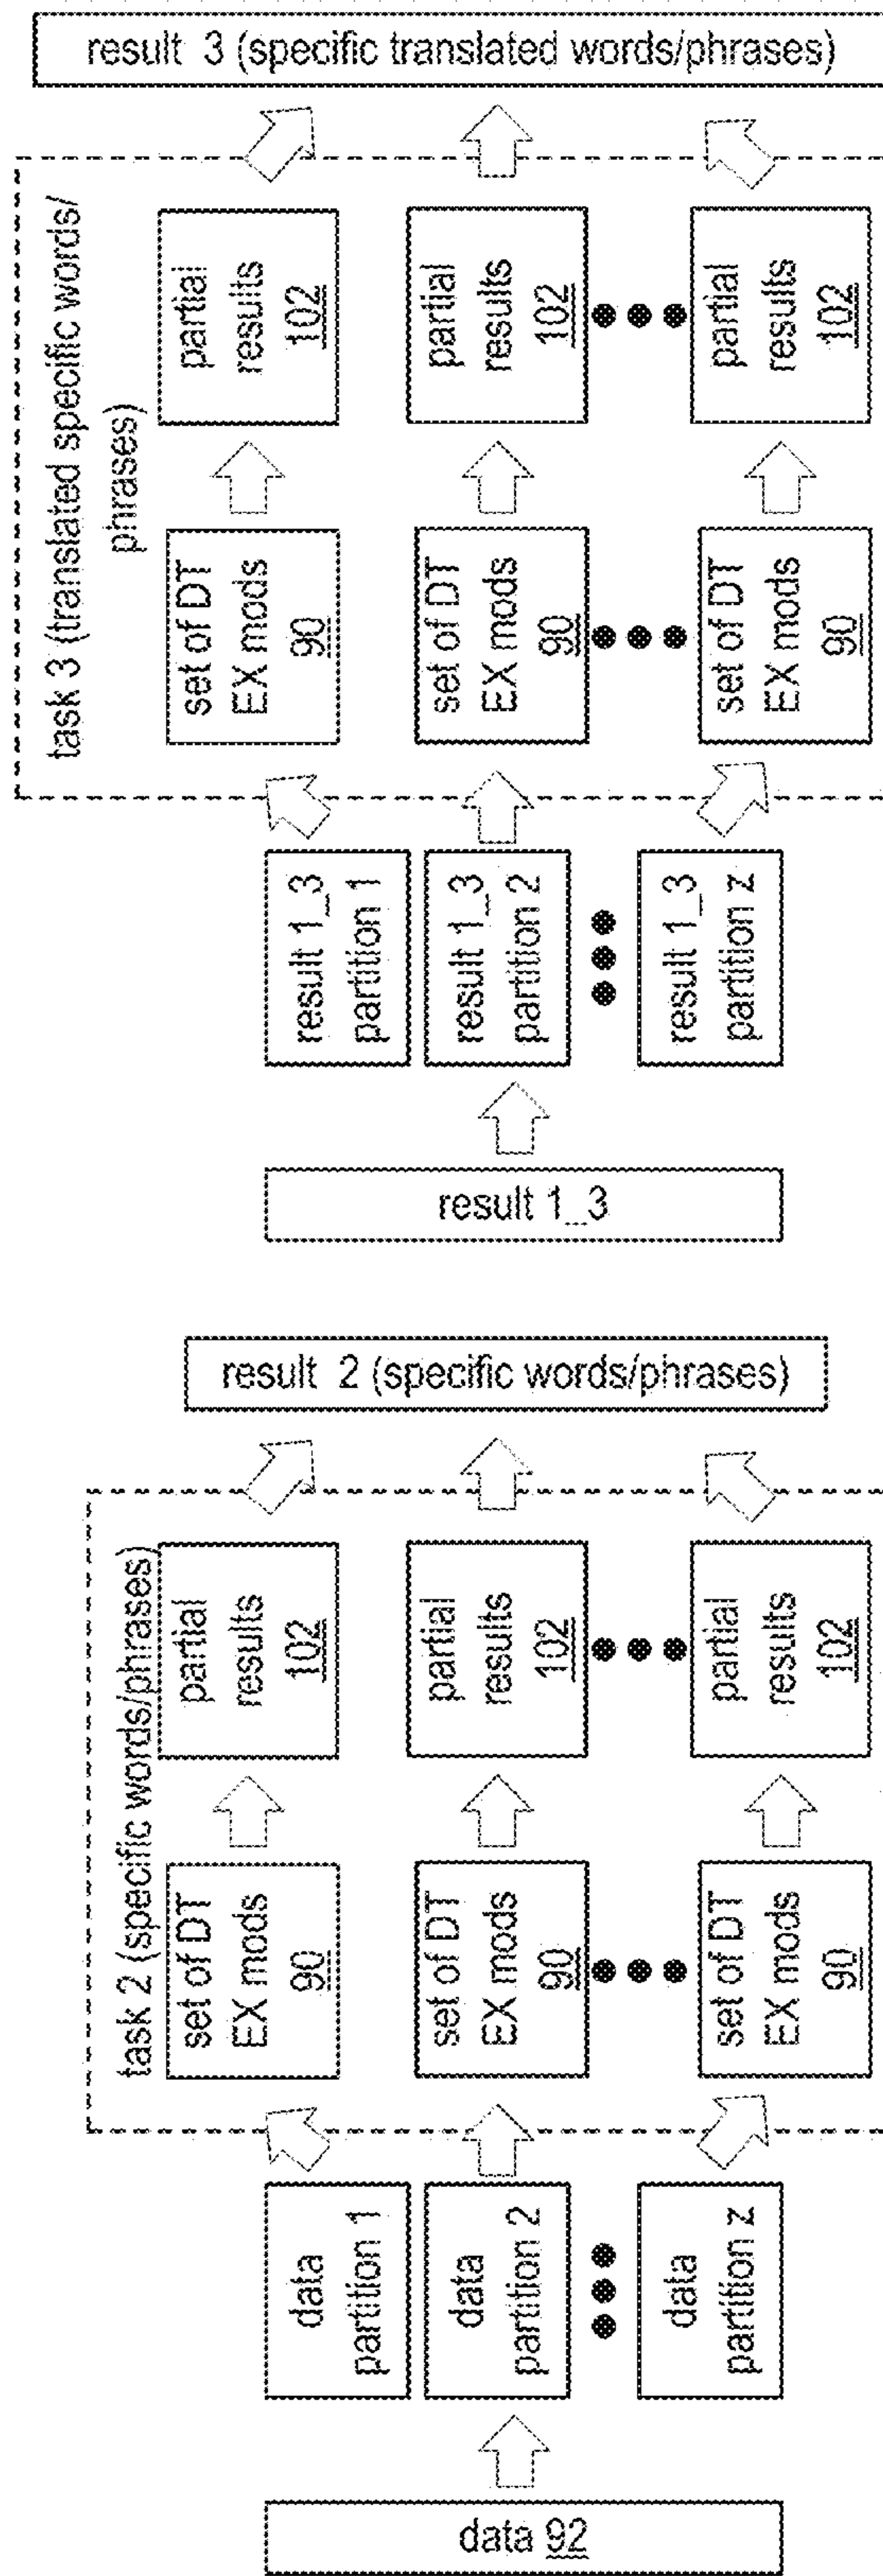 data 92
data
partition 1
data
partition 2
data
partition z
task 2 (specific words/phrases)
set of DT
EX mods
90
partial
results
102
set of DT
EX mods
90
partial
results
102
set of DT
EX mods
90
partial
results
102
result 2 (specific words/phrases)
result 1_3
result 1_3
partition 1
result 1_3
partition 2
result 1_3
partition z
task 3 (translated specific words/
phrases)
set of DT
EX mods
90
partial
results
102
set of DT
EX mods
90
partial
results
102
set of DT
EX mods
90
partial
results
102
result 3 (specific translated words/phrases)